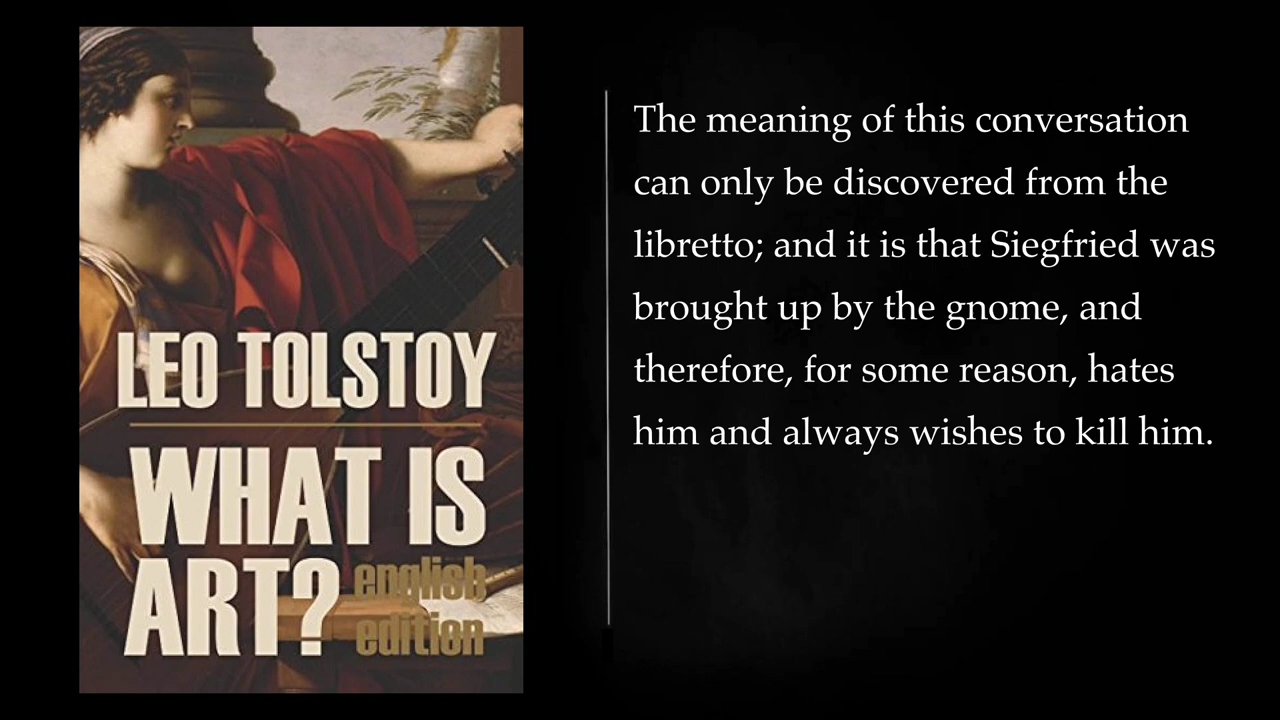 LEO TOLSTOY
WHAT IS
ART?
english
edition
The meaning of this conversation
can only be discovered from the
libretto; and it is that Siegfried was
brought up by the gnome, and
therefore, for some reason, hates
him and always wishes to kill him.